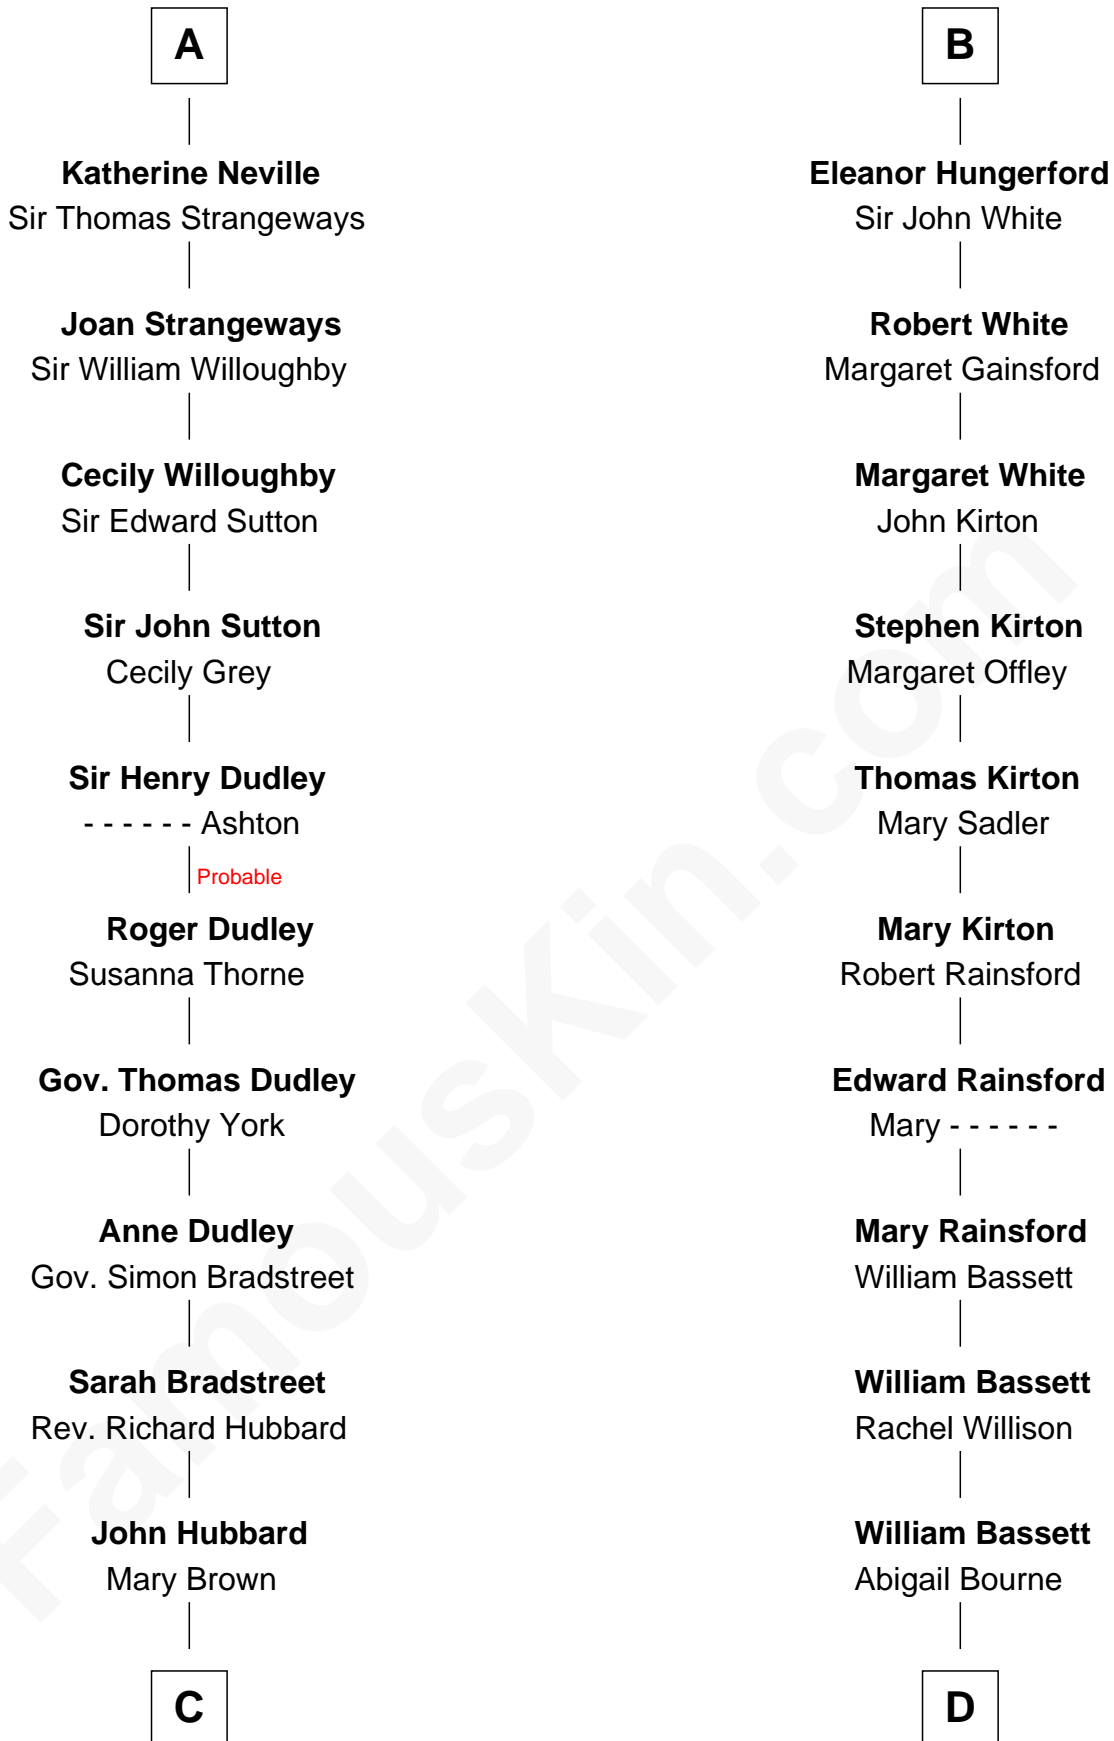 A
Katherine Neville
Sir Thomas Strangeways
Joan Strangeways
Sir William Willoughby
Cecily Willoughby
Sir Edward Sutton
Sir John Sutton
Cecily Grey
Sir Henry Dudley
- - - - - - Ashton
Probable
Roger Dudley
Susanna Thorne
Gov. Thomas Dudley
Dorothy York
Anne Dudley
Gov. Simon Bradstreet
Sarah Bradstreet
Rev. Richard Hubbard
John Hubbard
Mary Brown
C
B
Eleanor Hungerford
Sir John White
Robert White
Margaret Gainsford
Margaret White
John Kirton
Stephen Kirton
Margaret Offley
Thomas Kirton
Mary Sadler
Mary Kirton
Robert Rainsford
Edward Rainsford
Mary - - - - - -
Mary Rainsford
William Bassett
William Bassett
Rachel Willison
William Bassett
Abigail Bourne
D
FamousKin.com